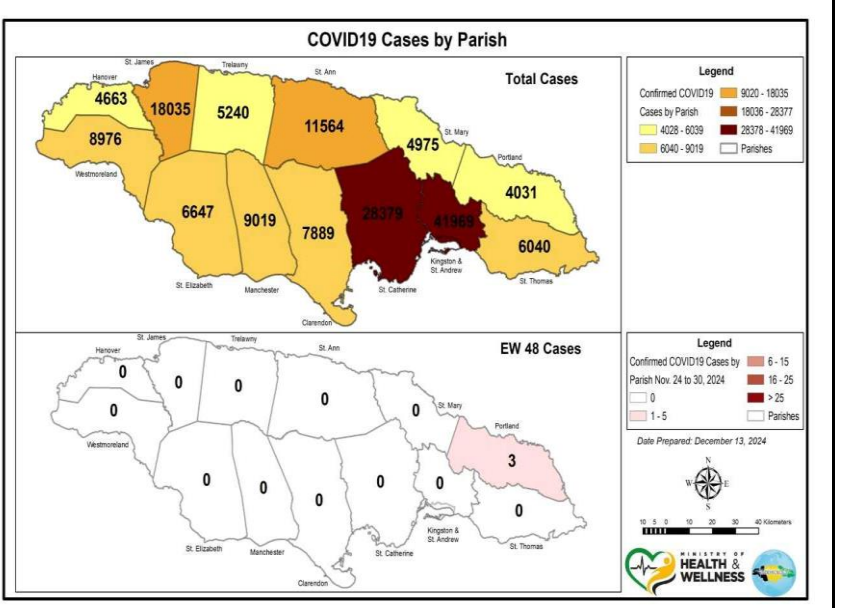 COVID19 Cases by Parish
Total Cases
St. James
Trelawny
St. Ann
Hanover
4663
18035
5240
11564
8976
4975
St. Mary
Portland
Westmoreland
4031
6647
9019
7889
28379
41969
6040
St. Elizabeth
Manchester
Clarendon
St. Catherine
Kingston &
St. Andrew
St. Thomas
Legend
Confirmed COVID19
Cases by Parish
4028 - 6039
6040 - 9019
9020 - 18035
18036 - 28377
28378 - 41969
Parishes
EW 48 Cases
St. James
Trelawny
St. Ann
Hanover
0
0
0
0
0
0
St. Mary
Portland
Westmoreland
3
0
0
0
0
0
0
St. Elizabeth
Manchester
Clarendon
St. Catherine
Kingston &
St. Andrew
St. Thomas
Legend
Confirmed COVID19 Cases by
Parish Nov. 24 to 30, 2024
0
1 - 5
6 - 15
16 - 25
> 25
Parishes
Date Prepared: December 13, 2024
N
W
E
S
10 5 0 10 20 30 40 Kilometers
MINISTRY OF
HEALTH &
WELLNESS